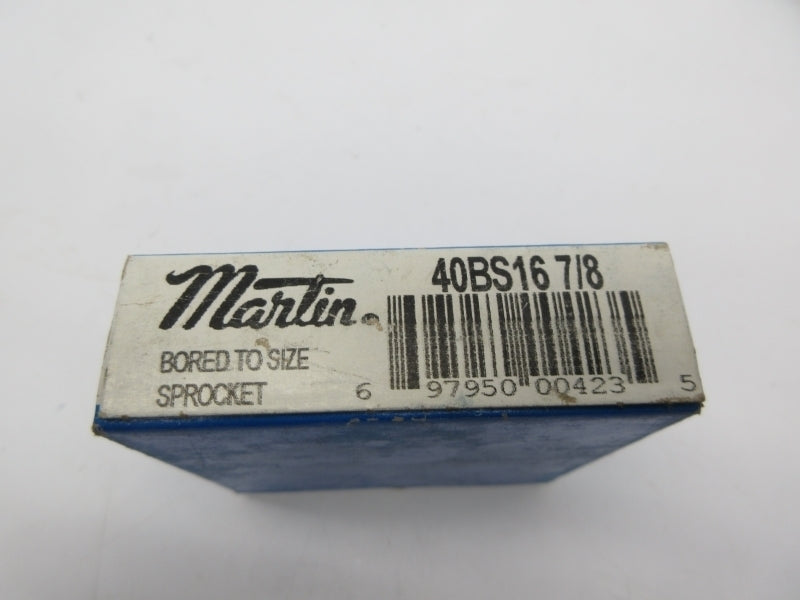 Martin
40BS16 7/8
BORED TO SIZE
SPROCKET
6 97950 00423 5